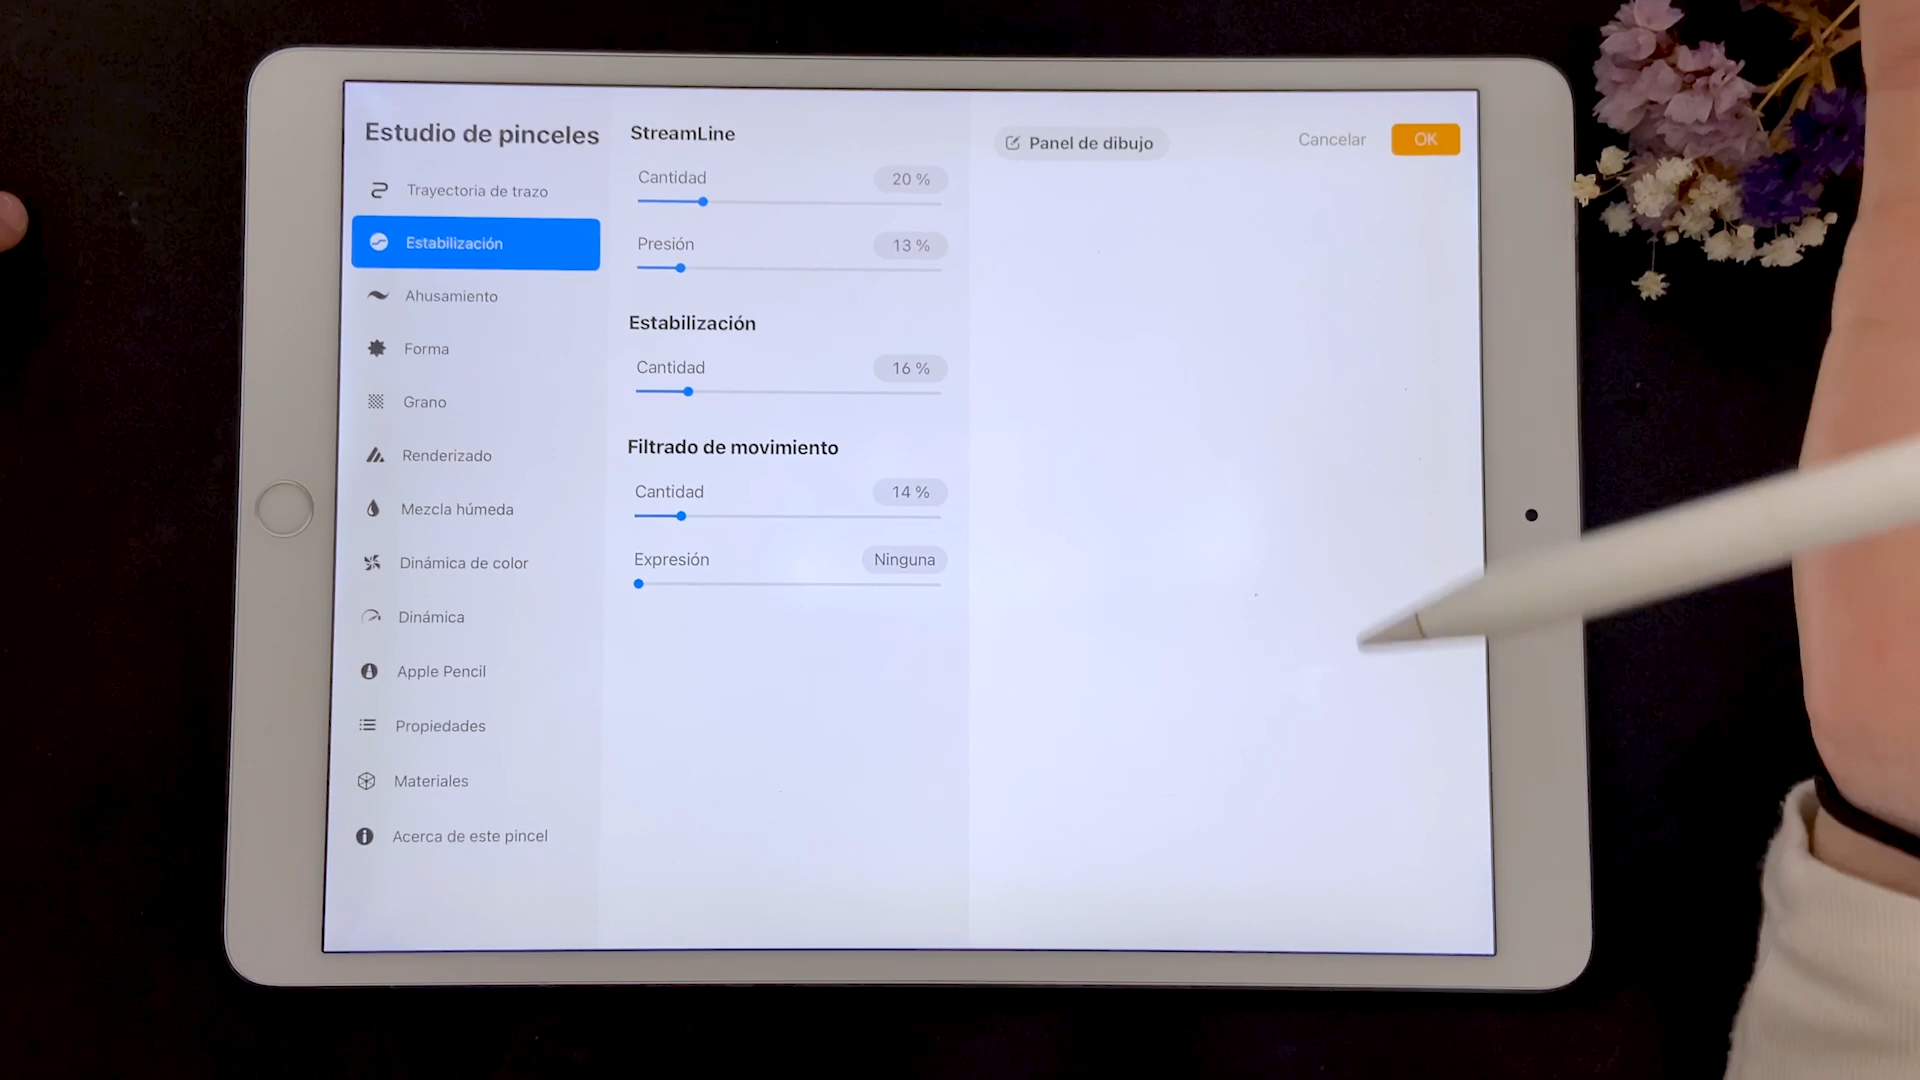 Estudio de pinceles
Trayectoria de trazo
Estabilización
Ahusamiento
Forma
Grano
Renderizado
Mezcla húmeda
Dinámica de color
Dinámica
Apple Pencil
Propiedades
Materiales
Acerca de este pincel
StreamLine
Cantidad 20 %
Presión 13 %
Estabilización
Cantidad 16 %
Filtrado de movimiento
Cantidad 14 %
Expresión Ninguna
Panel de dibujo
Cancelar
OK